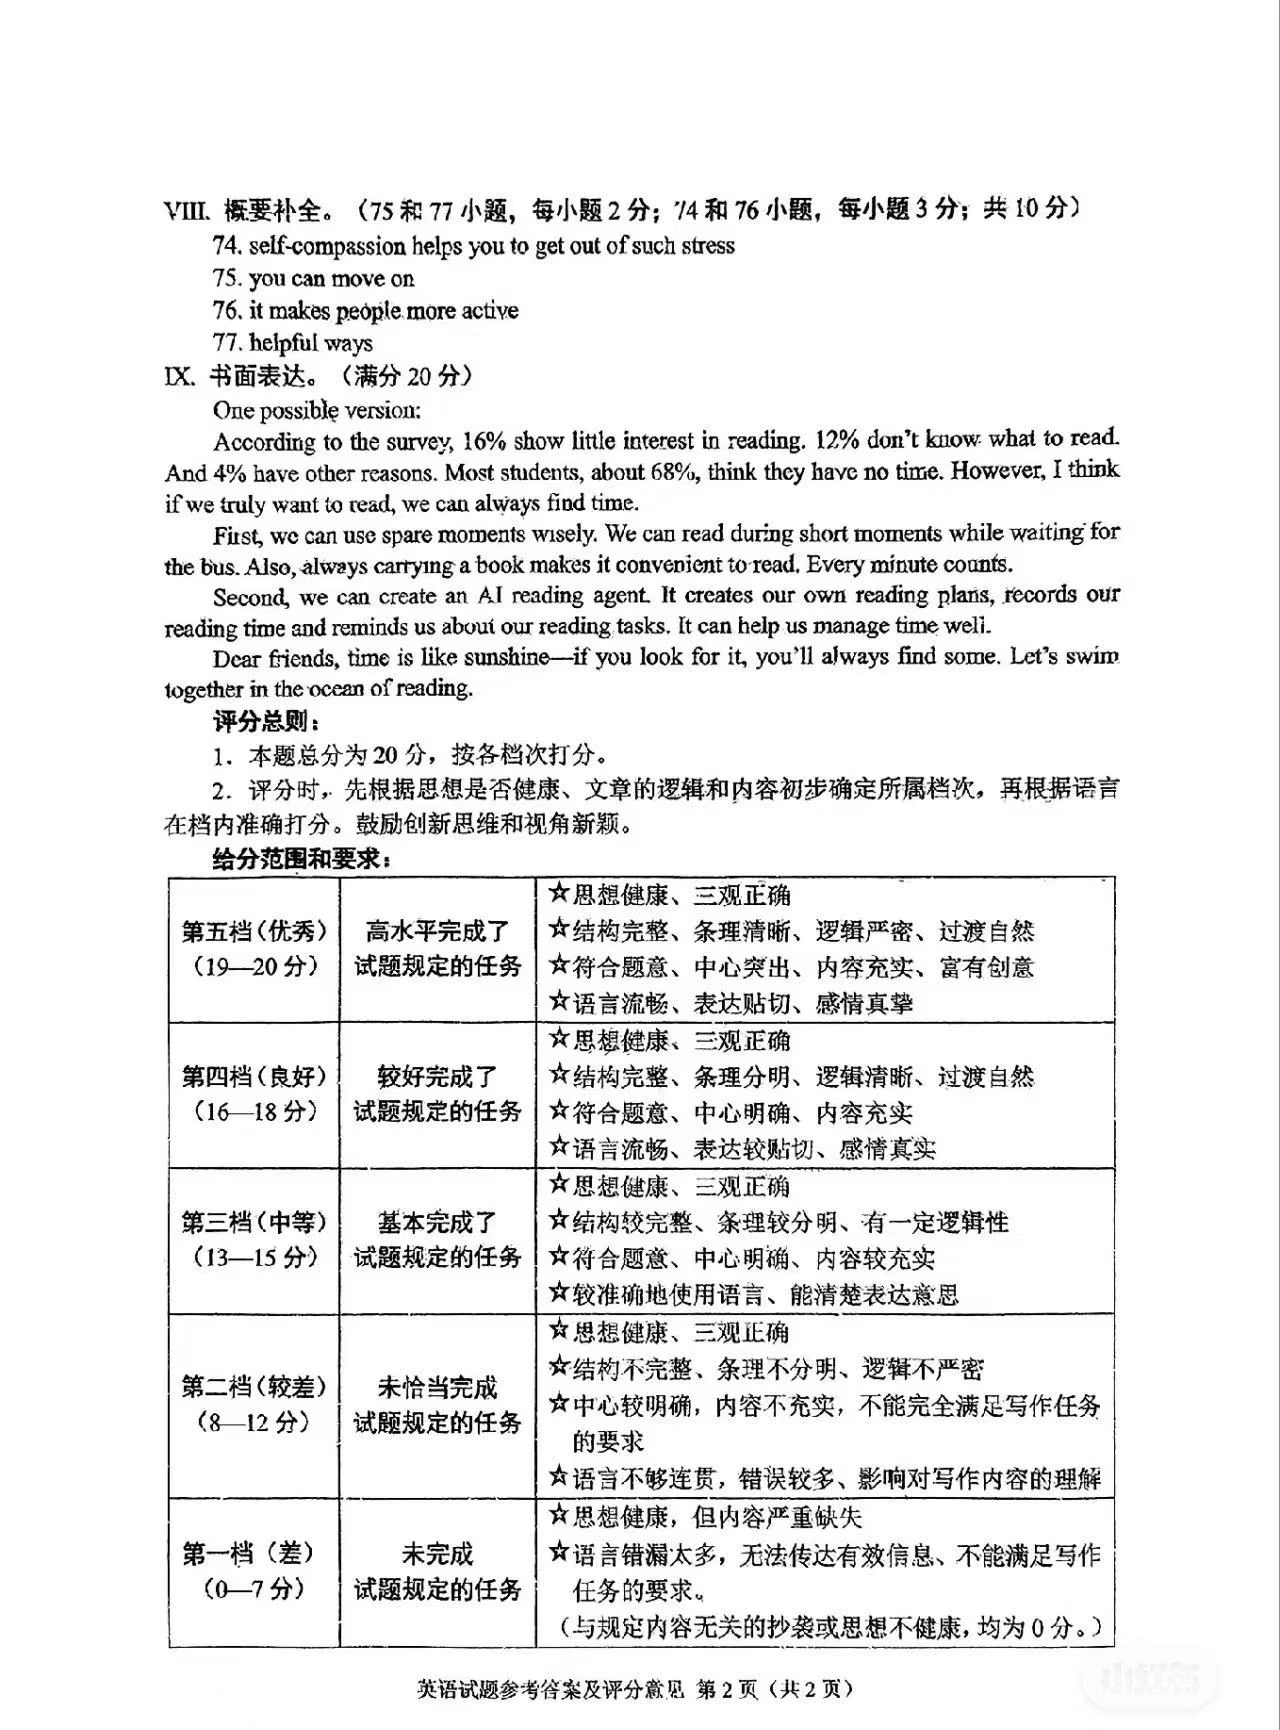 VIII. 概要补全。（75 和 77 小题，每小题 2 分；74 和 76 小题，每小题 3 分；共 10 分）
74. self-compassion helps you to get out of such stress
75. you can move on
76. it makes people more active
77. helpful ways
IX. 书面表达。（满分 20 分）
One possible version:
According to the survey, 16% show little interest in reading. 12% don't know what to read.
And 4% have other reasons. Most students, about 68%, think they have no time. However, I think
if we truly want to read, we can always find time.
First, we can use spare moments wisely. We can read during short moments while waiting for
the bus. Also, always carrying a book makes it convenient to read. Every minute counts.
Second, we can create an AI reading agent. It creates our own reading plans, records our
reading time and reminds us about our reading tasks. It can help us manage time well.
Dear friends, time is like sunshine—if you look for it, you'll always find some. Let's swim
together in the ocean of reading.
评分总则：
1．本题总分为 20 分，按各档次打分。
2．评分时，先根据思想是否健康、文章的逻辑和内容初步确定所属档次，再根据语言
在档内准确打分。鼓励创新思维和视角新颖。
给分范围和要求：
第五档（优秀）
（19—20 分）
高水平完成了
试题规定的任务
☆思想健康、三观正确
☆结构完整、条理清晰、逻辑严密、过渡自然
☆符合题意、中心突出、内容充实、富有创意
☆语言流畅、表达贴切、感情真挚
第四档（良好）
（16—18 分）
较好完成了
试题规定的任务
☆思想健康、三观正确
☆结构完整、条理分明、逻辑清晰、过渡自然
☆符合题意、中心明确、内容充实
☆语言流畅、表达较贴切、感情真实
第三档（中等）
（13—15 分）
基本完成了
试题规定的任务
☆思想健康、三观正确
☆结构较完整、条理较分明、有一定逻辑性
☆符合题意、中心明确、内容较充实
☆较准确地使用语言、能清楚表达意思
第二档（较差）
（8—12 分）
未恰当完成
试题规定的任务
☆思想健康、三观正确
☆结构不完整、条理不分明、逻辑不严密
☆中心较明确，内容不充实，不能完全满足写作任务
的要求
☆语言不够连贯，错误较多、影响对写作内容的理解
第一档（差）
（0—7 分）
未完成
试题规定的任务
☆思想健康，但内容严重缺失
☆语言错漏太多，无法传达有效信息、不能满足写作
任务的要求。
（与规定内容无关的抄袭或思想不健康，均为 0 分。）
英语试题参考答案及评分意见 第 2 页（共 2 页）
小红书